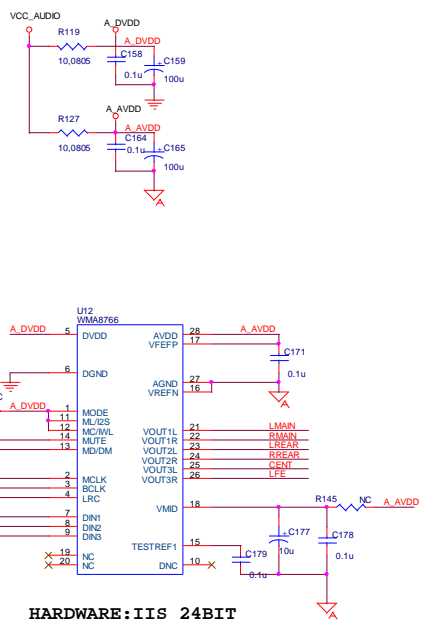 VCC_AUDIO
A_DVDD
R119
A_DVDD
10,0805
C158
C159
0.1u
100u
A_AVDD
R127
A_AVDD
10,0805
C164
0.1u
C165
100u
A
U12
WMA8766
A_DVDD
5
DVDD
AVDD
28
A_AVDD
VFEFP
17
C171
0.1u
6
DGND
AGND
27
VREFN
16
A
A_DVDD
1
MODE
11
ML/I2S
12
MC/IWL
14
MUTE
13
MD/DM
VOUT1L
21
LMAIN
VOUT1R
22
RMAIN
VOUT2L
23
LREAR
VOUT2R
24
RREAR
VOUT3L
25
CENT
VOUT3R
26
LFE
2
MCLK
3
BCLK
4
LRC
VMID
18
R145
NC
A_AVDD
7
DIN1
8
DIN2
9
DIN3
C177
10u
C178
0.1u
TESTREF1
15
C179
0.1u
19
NC
20
NC
DNC
10
A
HARDWARE:IIS 24BIT